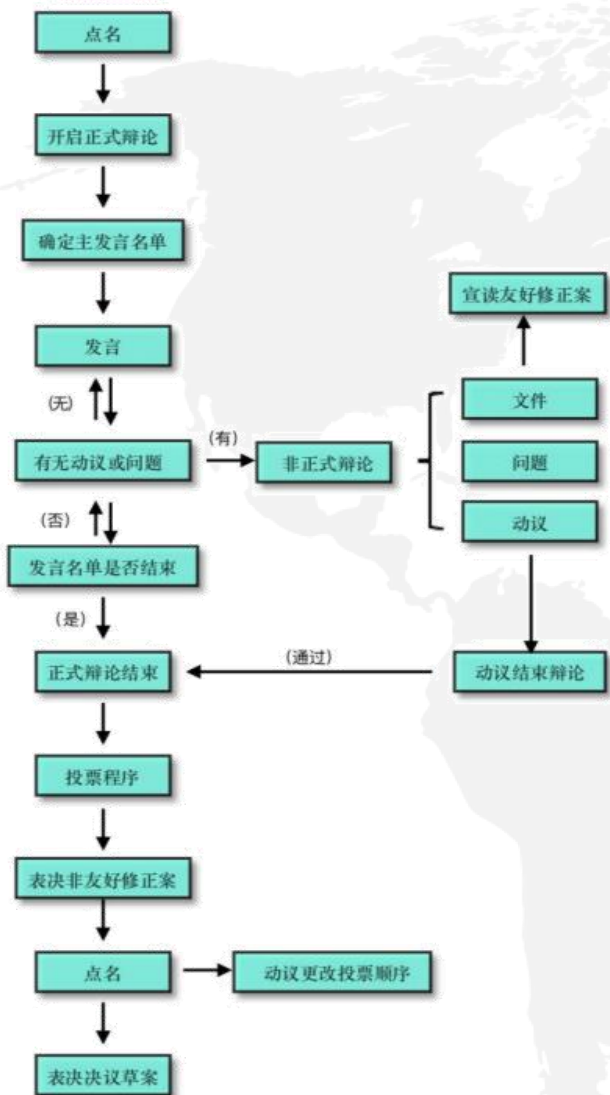 点名
开启正式辩论
确定主发言名单
宣读友好修正案
发言
文件
(无)
(有)
有无动议或问题
非正式辩论
问题
(否)
动议
发言名单是否结束
(是)
(通过)
正式辩论结束
动议结束辩论
投票程序
表决非友好修正案
点名
动议更改投票顺序
表决决议草案